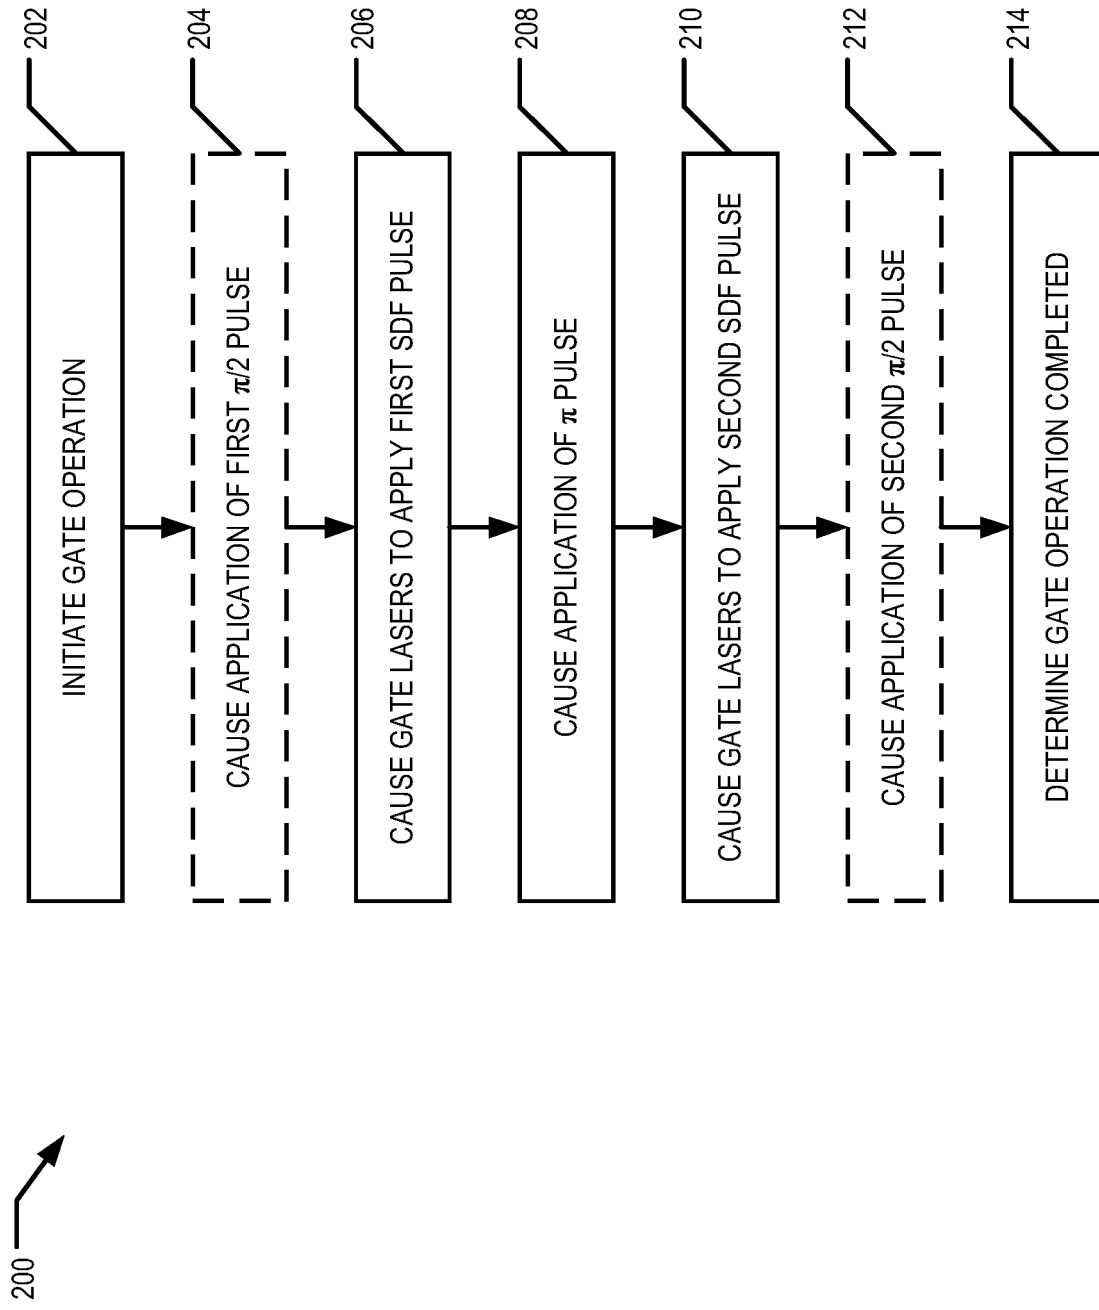 200
INITIATE GATE OPERATION
202
CAUSE APPLICATION OF FIRST π/2 PULSE
204
CAUSE GATE LASERS TO APPLY FIRST SDF PULSE
206
CAUSE APPLICATION OF π PULSE
208
CAUSE GATE LASERS TO APPLY SECOND SDF PULSE
210
CAUSE APPLICATION OF SECOND π/2 PULSE
212
DETERMINE GATE OPERATION COMPLETED
214